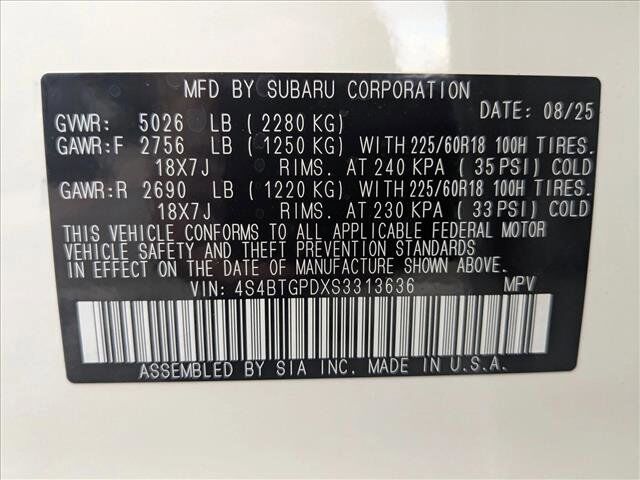 MFD BY SUBARU CORPORATION
DATE: 08/25
GVWR: 5026 LB ( 2280 KG)
GAWR:F 2756 LB ( 1250 KG) WITH 225/60R18 100H TIRES.
18X7J RIMS. AT 240 KPA ( 35 PSI) COLD
GAWR:R 2690 LB ( 1220 KG) WITH 225/60R18 100H TIRES.
18X7J RIMS. AT 230 KPA ( 33 PSI) COLD
THIS VEHICLE CONFORMS TO ALL APPLICABLE FEDERAL MOTOR
VEHICLE SAFETY AND THEFT PREVENTION STANDARDS
IN EFFECT ON THE DATE OF MANUFACTURE SHOWN ABOVE.
VIN: 4S4BTGPDXS3313636 MPV
ASSEMBLED BY SIA INC. MADE IN U.S.A.